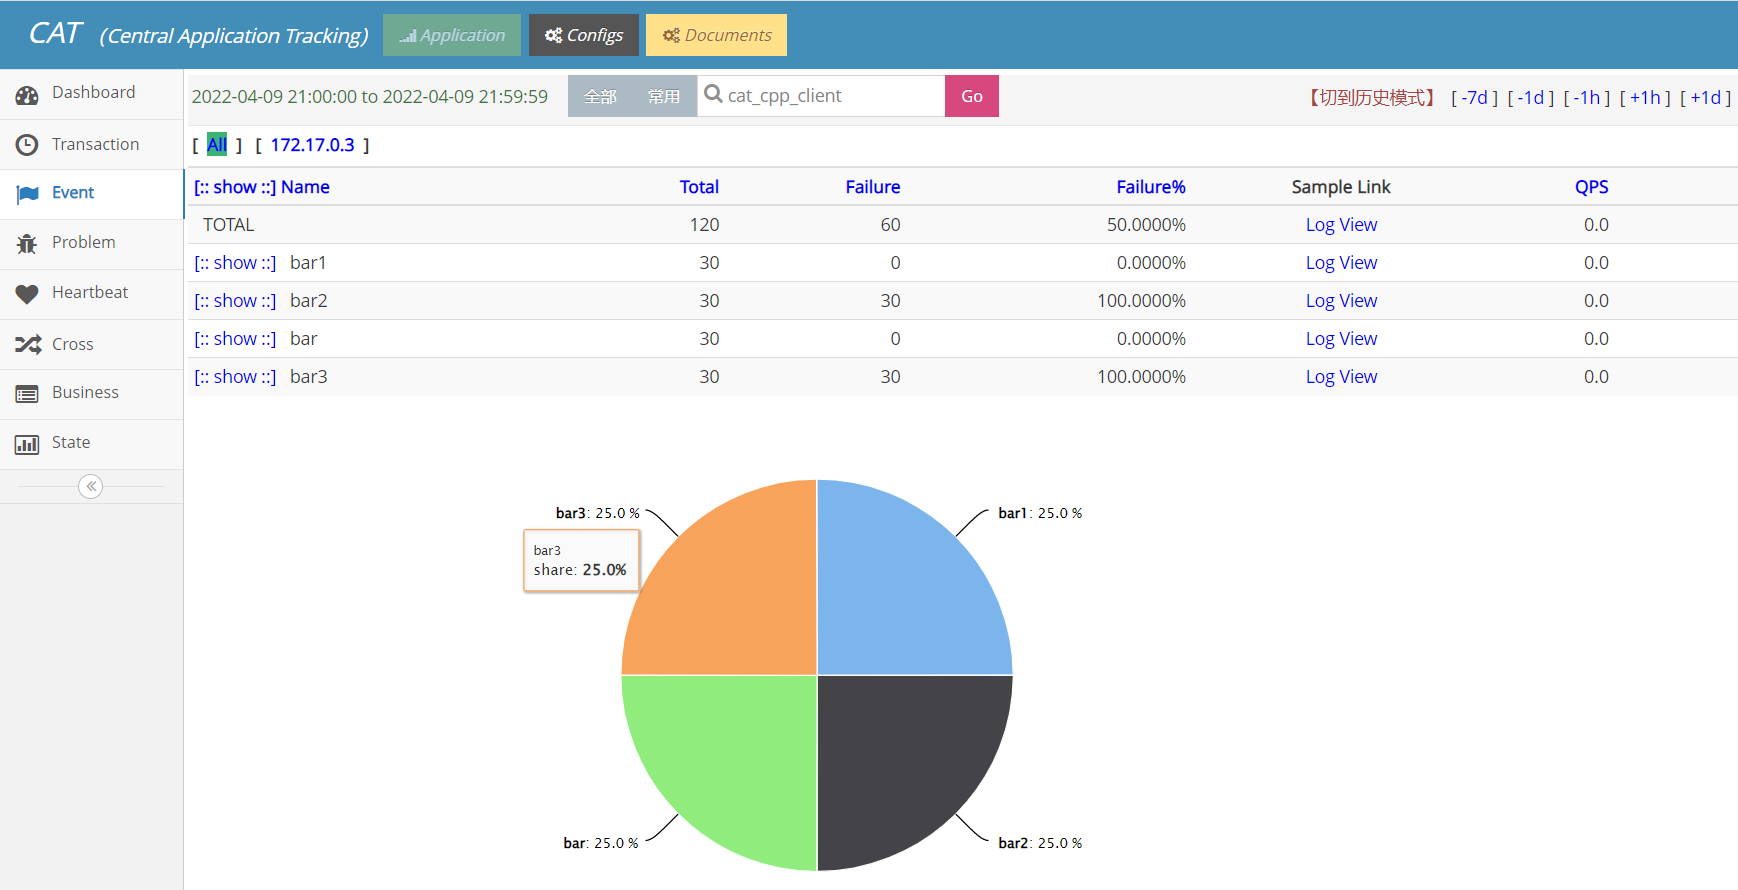 CAT (Central Application Tracking) Application Configs Documents
Dashboard
Transaction
Event
Problem
Heartbeat
Cross
Business
State
2022-04-09 21:00:00 to 2022-04-09 21:59:59 全部 常用 cat_cpp_client Go 【切到历史模式】 [ -7d ] [ -1d ] [ -1h ] [ +1h ] [ +1d ]
[ All ] [ 172.17.0.3 ]
[:: show ::] Name Total Failure Failure% Sample Link QPS
TOTAL 120 60 50.0000% Log View 0.0
[:: show ::] bar1 30 0 0.0000% Log View 0.0
[:: show ::] bar2 30 30 100.0000% Log View 0.0
[:: show ::] bar 30 0 0.0000% Log View 0.0
[:: show ::] bar3 30 30 100.0000% Log View 0.0
bar3: 25.0 %
bar1: 25.0 %
bar3
share: 25.0%
bar: 25.0 %
bar2: 25.0 %